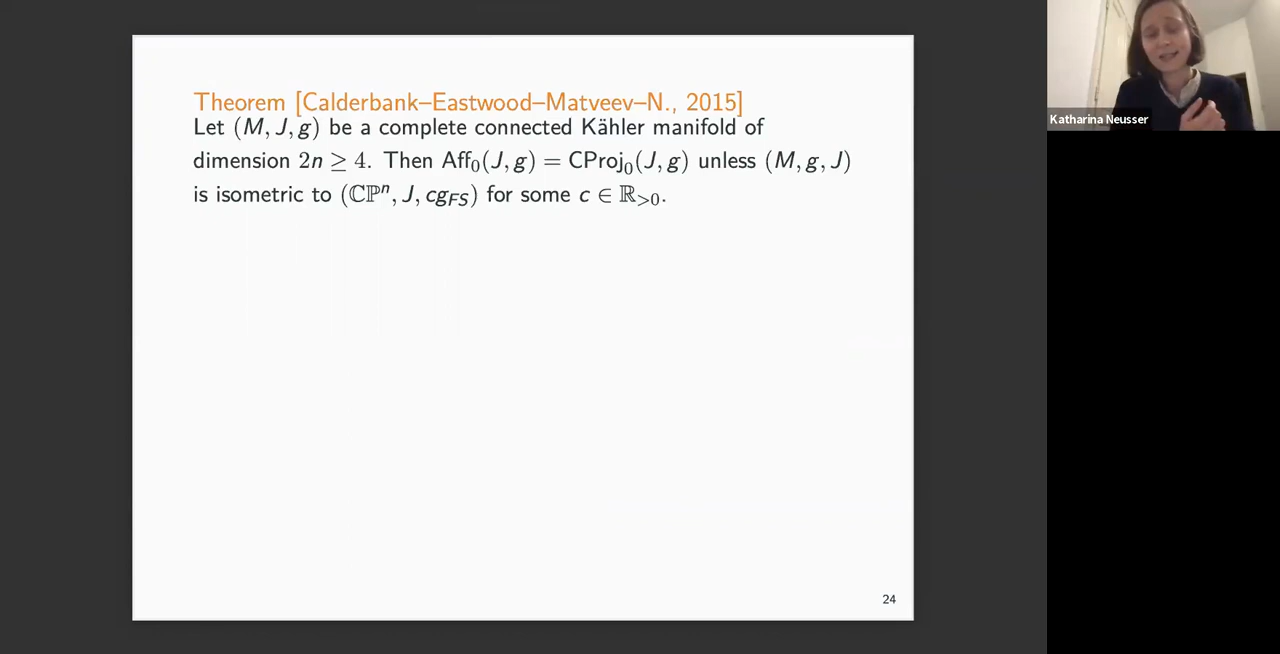 Theorem [Calderbank–Eastwood–Matveev–N., 2015]
Let (M, J, g) be a complete connected Kähler manifold of
dimension 2n ≥ 4. Then Aff₀(J, g) = CProj₀(J, g) unless (M, g, J)
is isometric to (ℂℙⁿ, J, cg_FS) for some c ∈ ℝ_{>0}.
24
Katharina Neusser